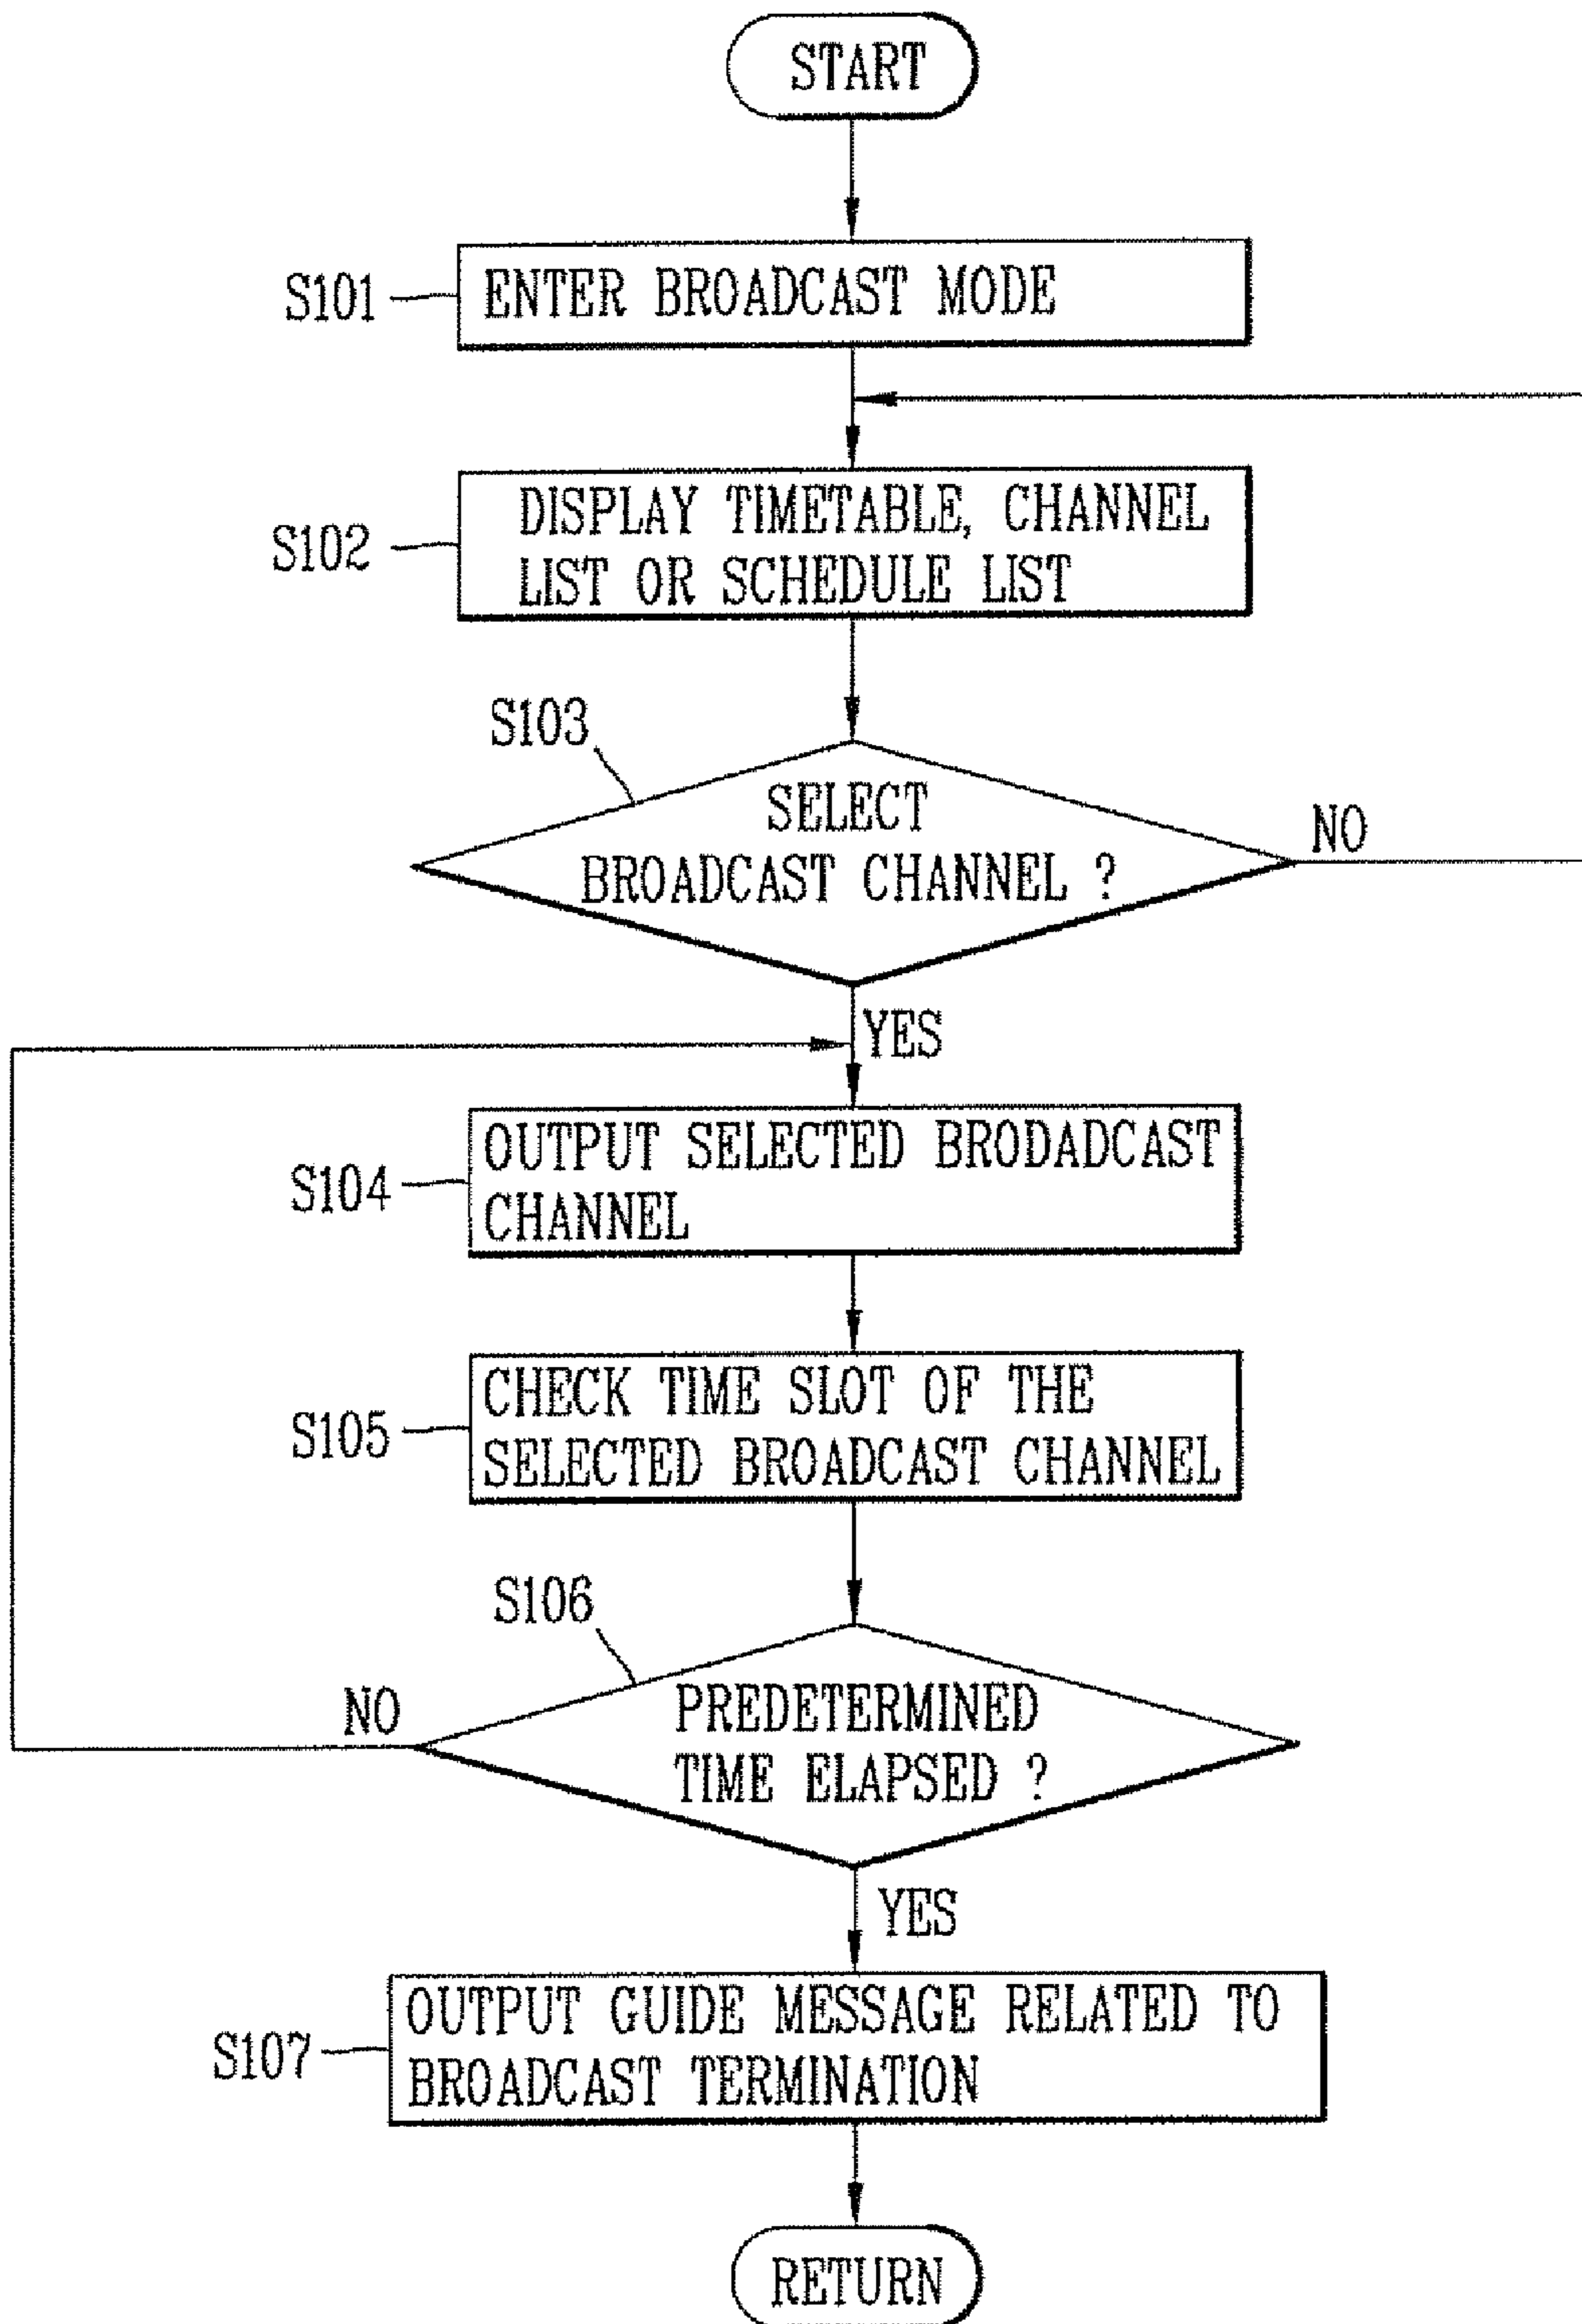 START
S101
ENTER BROADCAST MODE
S102
DISPLAY TIMETABLE, CHANNEL
LIST OR SCHEDULE LIST
S103
SELECT
BROADCAST CHANNEL ?
NO
YES
S104
OUTPUT SELECTED BRODADCAST
CHANNEL
S105
CHECK TIME SLOT OF THE
SELECTED BROADCAST CHANNEL
S106
NO
PREDETERMINED
TIME ELAPSED ?
YES
S107
OUTPUT GUIDE MESSAGE RELATED TO
BROADCAST TERMINATION
RETURN